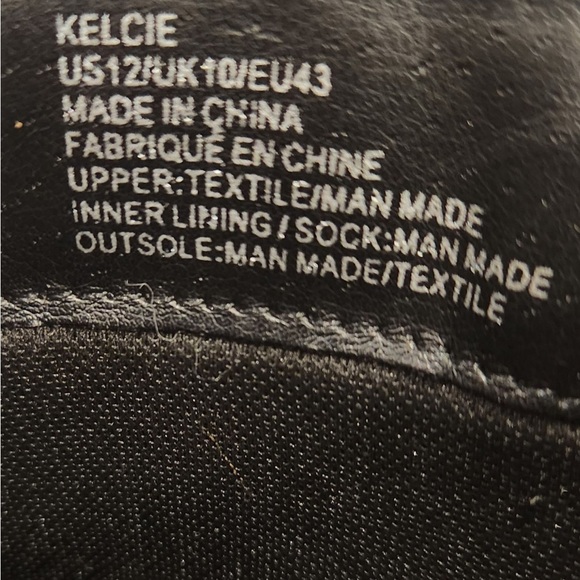 KELCIE
US12/UK10/EU43
MADE IN CHINA
FABRIQUÉ EN CHINE
UPPER:TEXTILE/MAN MADE
INNER LINING / SOCK:MAN MADE
OUTSOLE:MAN MADE/TEXTILE